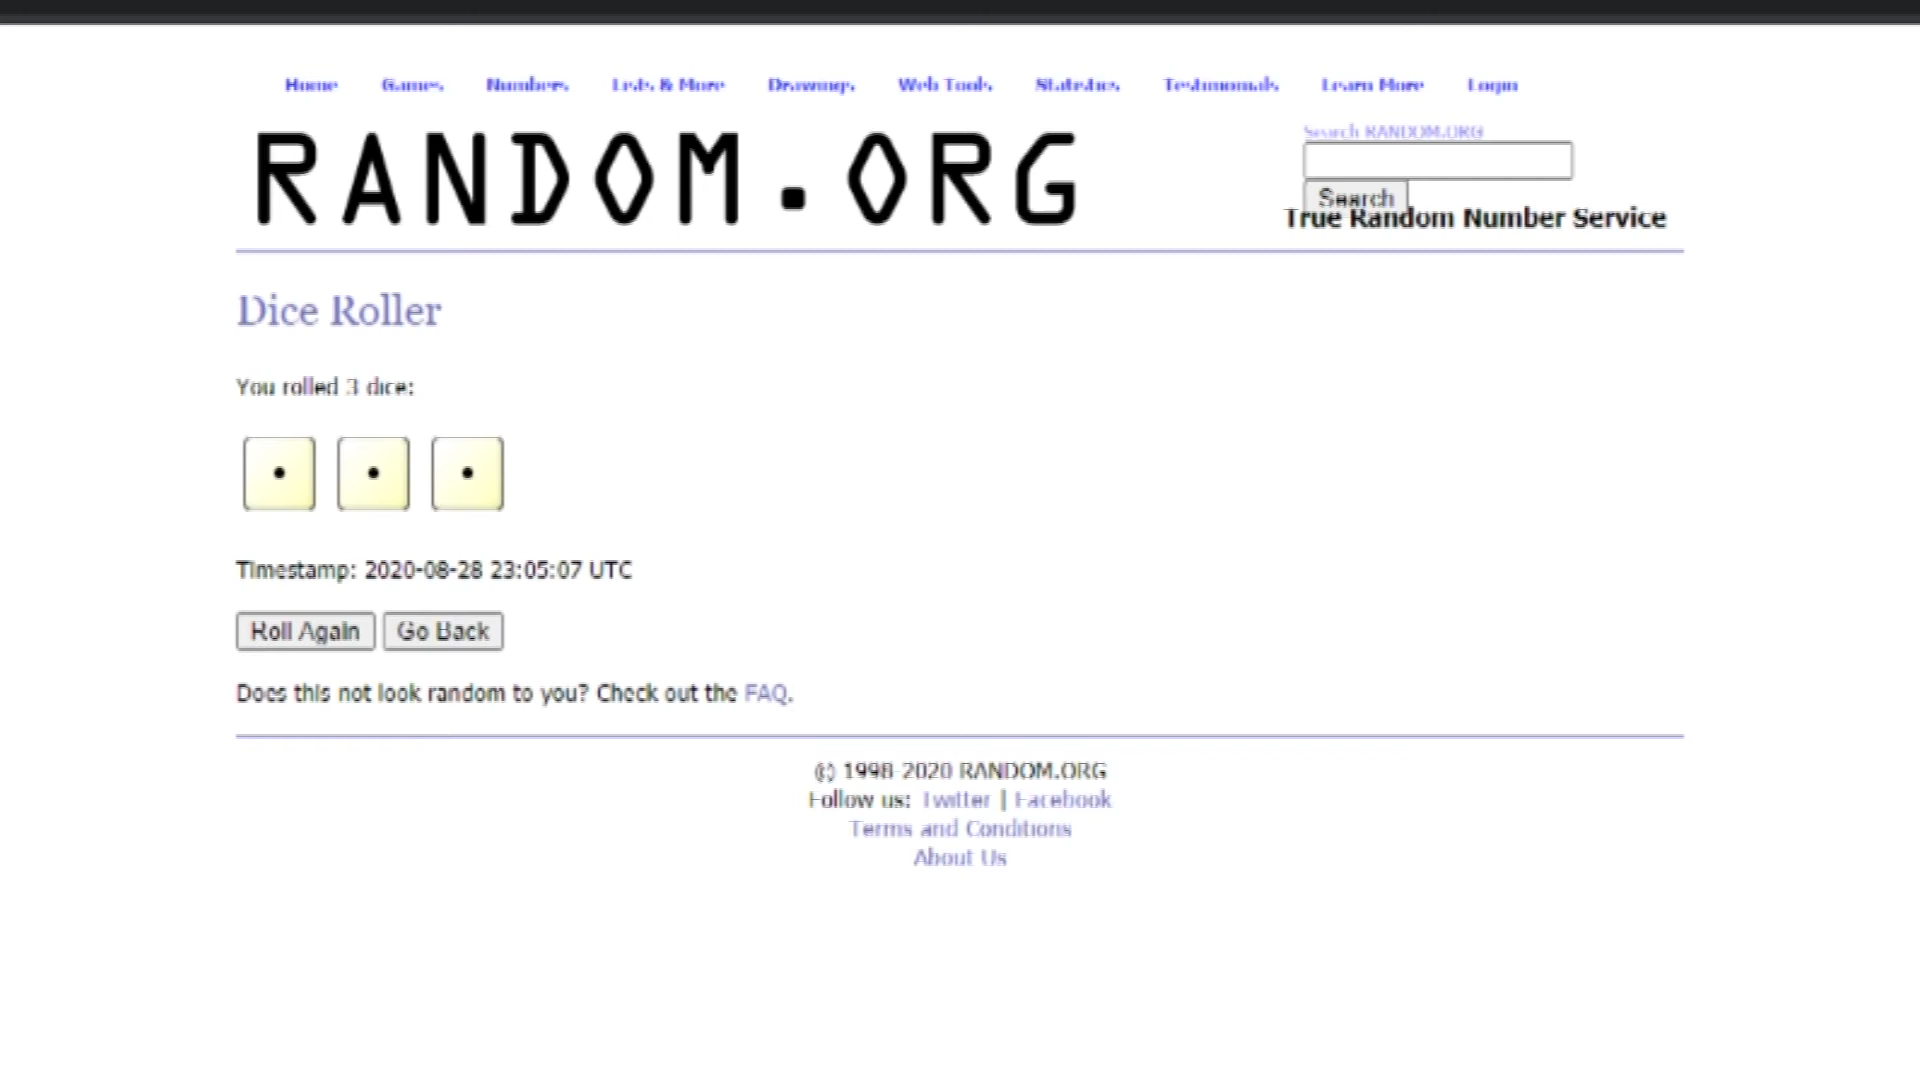 Home Games Numbers Lists & More Drawings Web Tools Statistics Testimonials Learn More Login
RANDOM.ORG
Search RANDOM.ORG
Search
True Random Number Service
Dice Roller
You rolled 3 dice:
Timestamp: 2020-08-28 23:05:07 UTC
Roll Again Go Back
Does this not look random to you? Check out the FAQ.
© 1998-2020 RANDOM.ORG
Follow us: Twitter | Facebook
Terms and Conditions
About Us